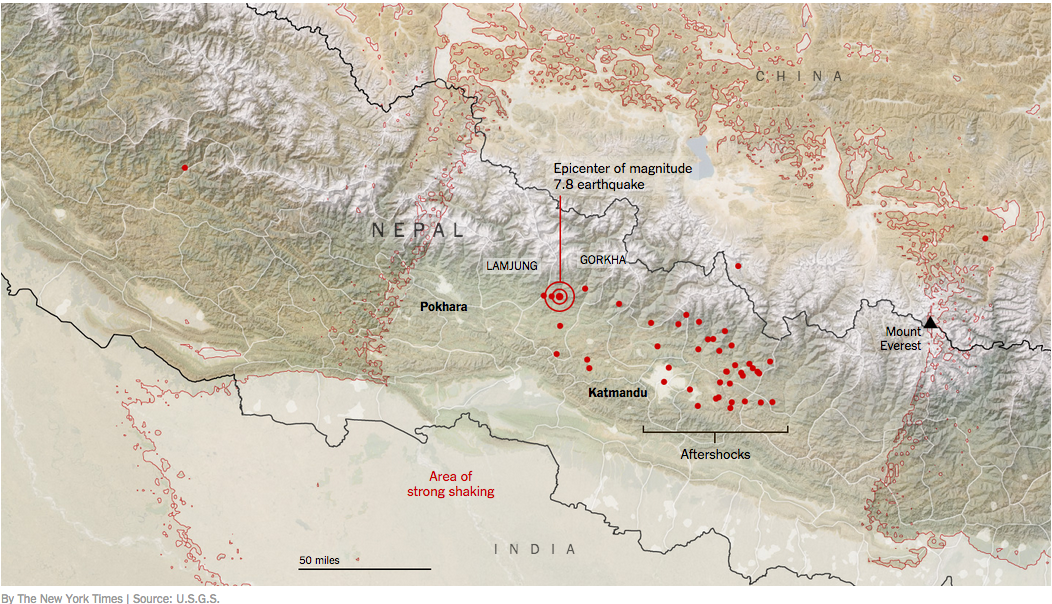 CHINA
Epicenter of magnitude
7.8 earthquake
NEPAL
LAMJUNG
GORKHA
Pokhara
Mount
Everest
Katmandu
Aftershocks
Area of
strong shaking
INDIA
50 miles
By The New York Times | Source: U.S.G.S.